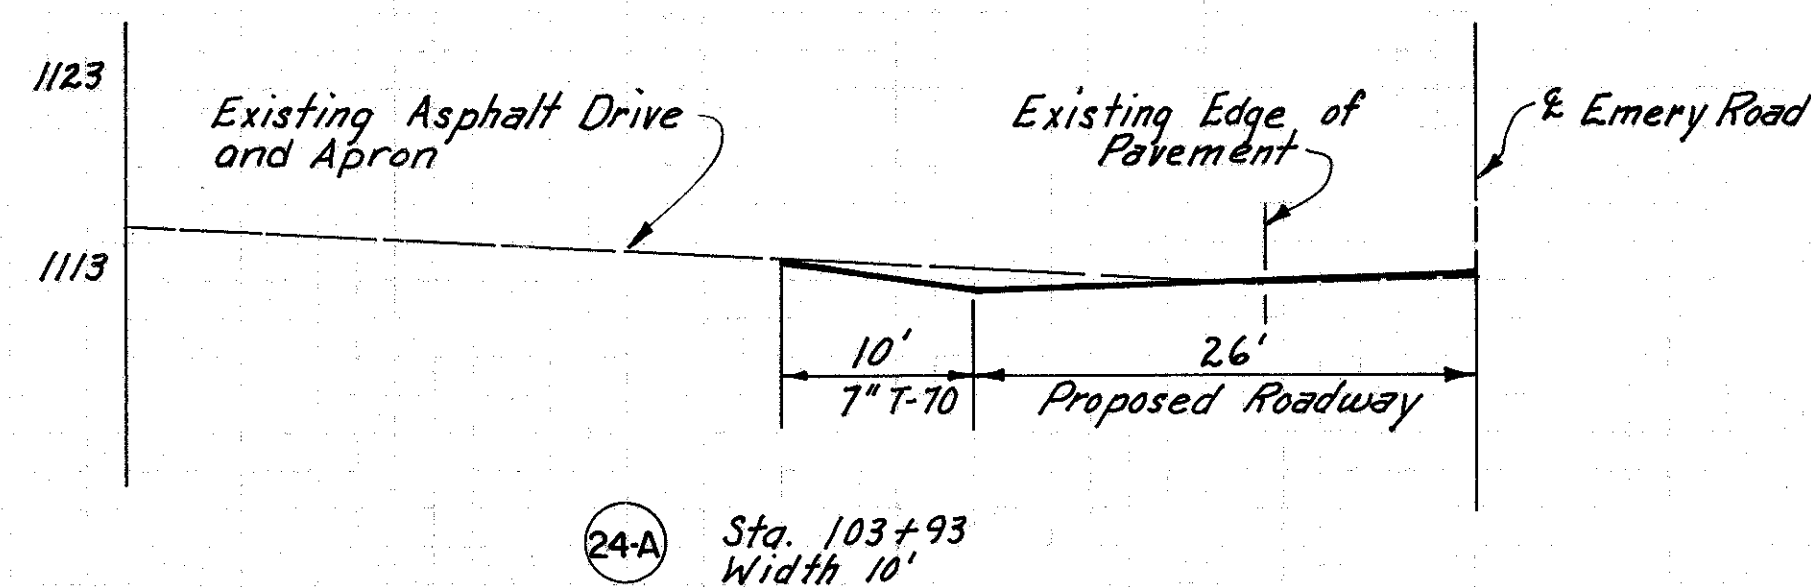 1123
Existing Asphalt Drive
and Apron
Existing Edge of
Pavement
℄ Emery Road
1113
10'
7" T-70
26'
Proposed Roadway
24-A
Sta. 103+93
Width 10'